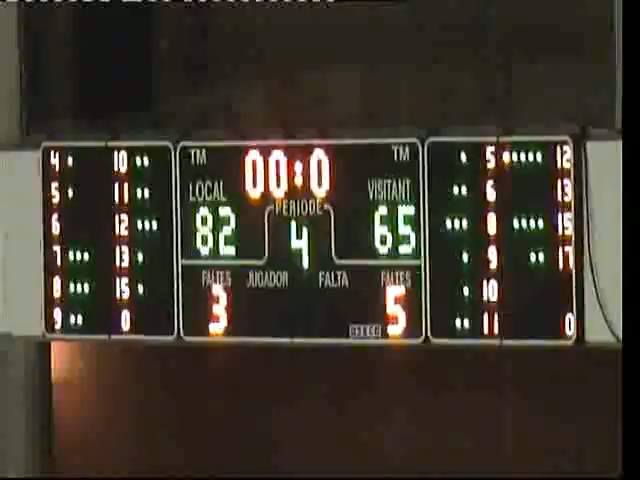 4 10 5 12
TM 00:0 TM
5 11 6 13
LOCAL PERIODE VISITANT
6 12 82 4 65 8 15
7 13 9 17
FALTES JUGADOR FALTA FALTES
8 15 3 5 10
9 0 11 0